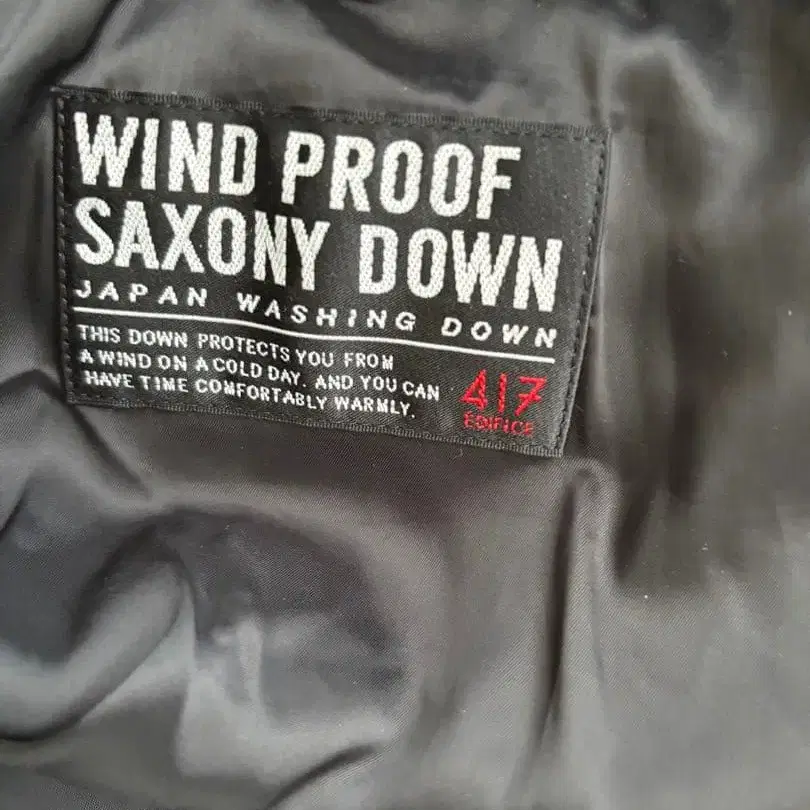 WIND PROOF
SAXONY DOWN
JAPAN WASHING DOWN
THIS DOWN PROTECTS YOU FROM
A WIND ON A COLD DAY. AND YOU CAN
HAVE TIME COMFORTABLY WARMLY.
417
EDIFICE